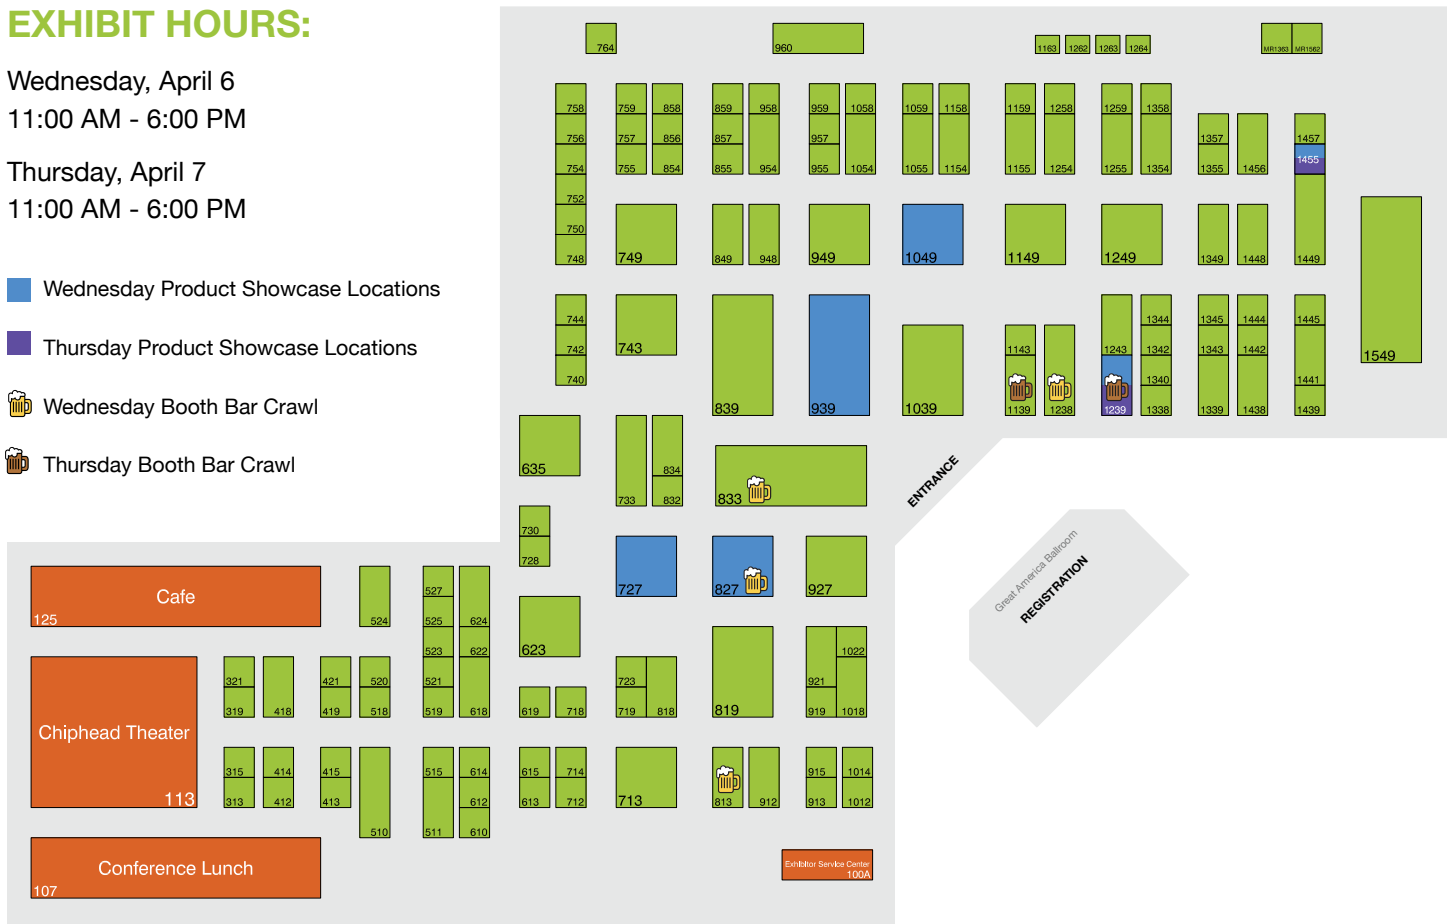 EXHIBIT HOURS:
Wednesday, April 6
11:00 AM - 6:00 PM
Thursday, April 7
11:00 AM - 6:00 PM
Wednesday Product Showcase Locations
Thursday Product Showcase Locations
Wednesday Booth Bar Crawl
Thursday Booth Bar Crawl
764 960 1163 1262 1263 1264 MR1363 MR1562
758 759 858 859 958 959 1058 1059 1158 1159 1258 1259 1358
756 757 856 857 957 1357 1457
1455
754 755 854 855 954 955 1054 1055 1154 1155 1254 1255 1354 1355 1456
752
750
748 749 849 948 949 1049 1149 1249 1349 1448 1449
744 1344 1345 1444 1445
742 743 1143 1243 1342 1343 1442 1549
740 1340 1441
839 939 1039 1139 1238 1239 1338 1339 1438 1439
635 834
733 832 833
ENTRANCE
730
728
727 827 927
Great America Ballroom
REGISTRATION
Cafe
125
524 527
525 624
523 622 623
1022
321 421 520 521 723 921
319 418 419 518 519 618 619 718 719 818 819 919 1018
Chiphead Theater
113
315 414 415 515 614 615 714 915 1014
313 412 413 612 613 712 713 813 912 913 1012
510 511 610
Conference Lunch
107
Exhibitor Service Center
100A